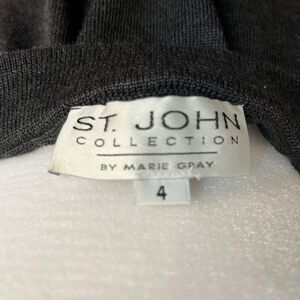 ST. JOHN
COLLECTION
BY MARIE GRAY
4